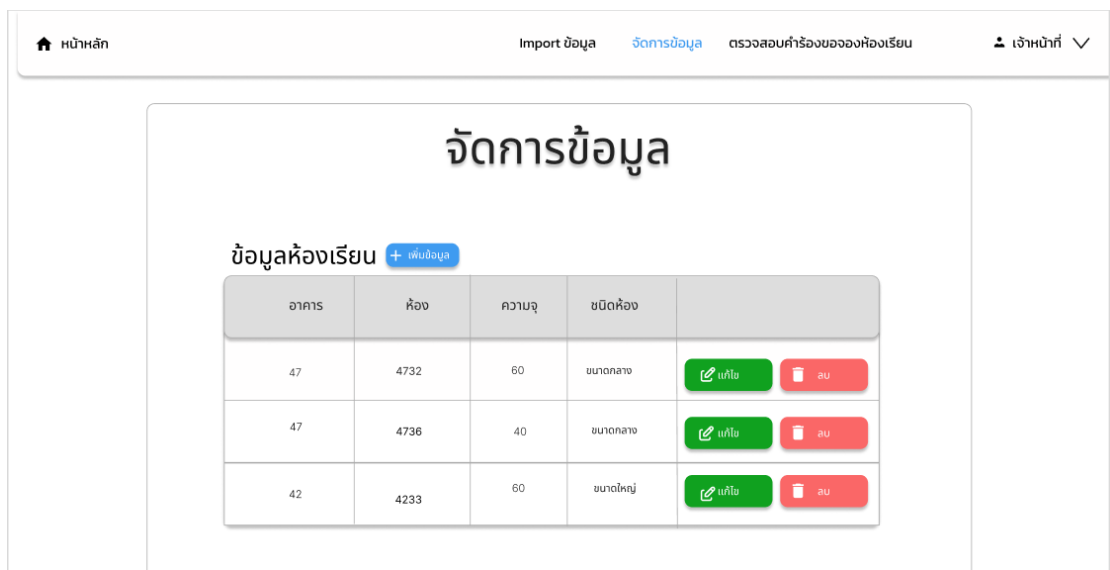 หน้าหลัก Import ข้อมูล จัดการข้อมูล ตรวจสอบคำร้องขอจองห้องเรียน เจ้าหน้าที่
จัดการข้อมูล
ข้อมูลห้องเรียน + เพิ่มข้อมูล
อาคาร ห้อง ความจุ ชนิดห้อง
47 4732 60 ขนาดกลาง แก้ไข ลบ
47 4736 40 ขนาดกลาง แก้ไข ลบ
42 4233 60 ขนาดใหญ่ แก้ไข ลบ